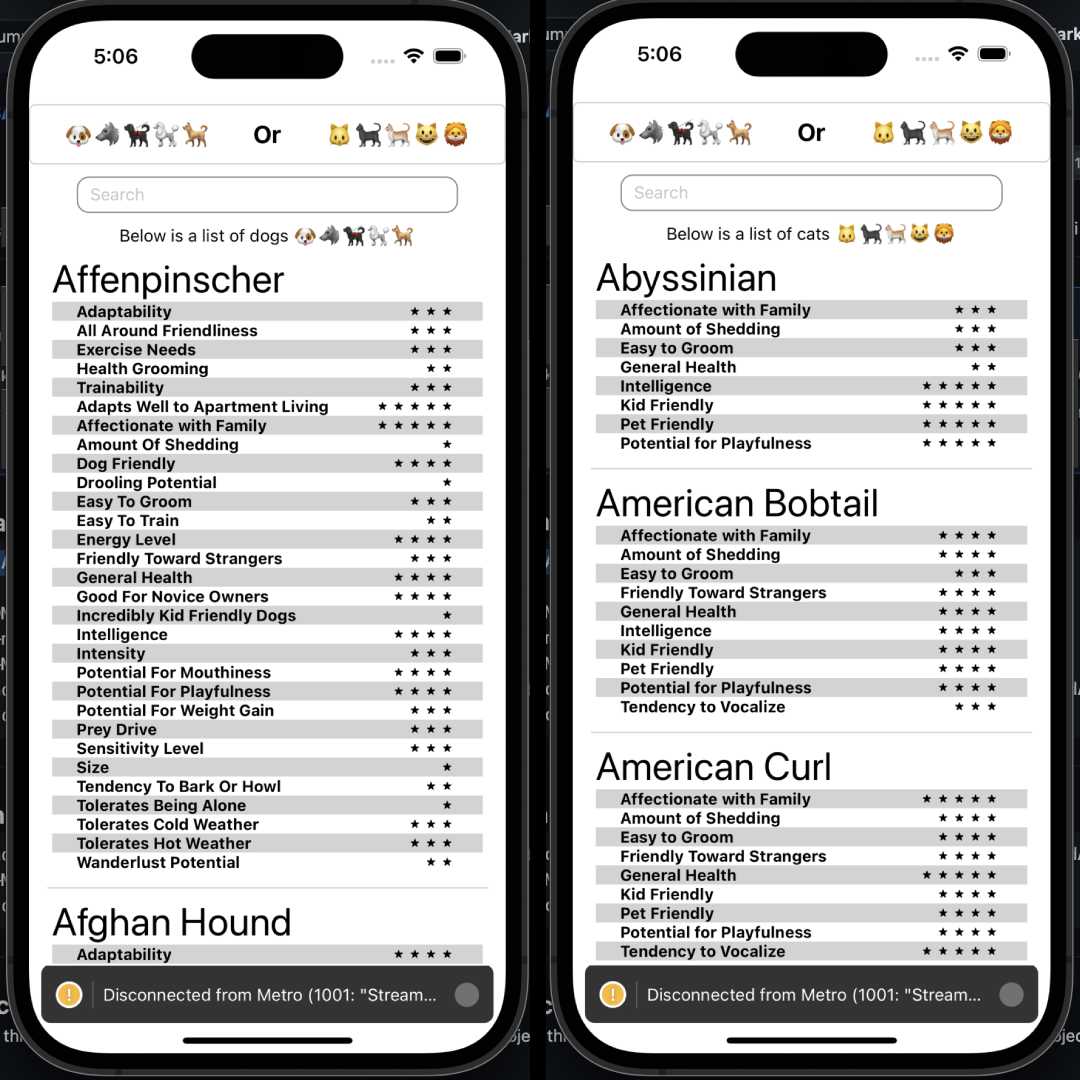 5:06
🐶🐺🐕‍🦺🐩🐕 Or 🐱🐈‍⬛🐈😺🦁
Search
Below is a list of dogs 🐶🐺🐕‍🦺🐩🐕
Affenpinscher
Adaptability ★ ★ ★
All Around Friendliness ★ ★ ★
Exercise Needs ★ ★ ★
Health Grooming ★ ★
Trainability ★ ★ ★
Adapts Well to Apartment Living ★ ★ ★ ★ ★
Affectionate with Family ★ ★ ★ ★ ★
Amount Of Shedding ★
Dog Friendly ★ ★ ★ ★
Drooling Potential ★
Easy To Groom ★ ★ ★
Easy To Train ★ ★
Energy Level ★ ★ ★ ★
Friendly Toward Strangers ★ ★ ★
General Health ★ ★ ★ ★
Good For Novice Owners ★ ★ ★ ★
Incredibly Kid Friendly Dogs ★
Intelligence ★ ★ ★ ★
Intensity ★ ★ ★
Potential For Mouthiness ★ ★ ★ ★
Potential For Playfulness ★ ★ ★ ★
Potential For Weight Gain ★ ★ ★
Prey Drive ★ ★ ★
Sensitivity Level ★ ★ ★
Size ★
Tendency To Bark Or Howl ★ ★
Tolerates Being Alone ★
Tolerates Cold Weather ★ ★ ★
Tolerates Hot Weather ★ ★ ★
Wanderlust Potential ★ ★
Afghan Hound
Adaptability ★ ★ ★ ★
Disconnected from Metro (1001: "Stream...
5:06
🐶🐺🐕‍🦺🐩🐕 Or 🐱🐈‍⬛🐈😺🦁
Search
Below is a list of cats 🐱🐈‍⬛🐈😺🦁
Abyssinian
Affectionate with Family ★ ★ ★
Amount of Shedding ★ ★ ★
Easy to Groom ★ ★ ★
General Health ★ ★
Intelligence ★ ★ ★ ★ ★
Kid Friendly ★ ★ ★ ★ ★
Pet Friendly ★ ★ ★ ★ ★
Potential for Playfulness ★ ★ ★ ★ ★
American Bobtail
Affectionate with Family ★ ★ ★ ★
Amount of Shedding ★ ★ ★ ★
Easy to Groom ★ ★ ★
Friendly Toward Strangers ★ ★ ★ ★
General Health ★ ★ ★ ★
Intelligence ★ ★ ★ ★
Kid Friendly ★ ★ ★ ★
Pet Friendly ★ ★ ★ ★
Potential for Playfulness ★ ★ ★ ★
Tendency to Vocalize ★ ★ ★
American Curl
Affectionate with Family ★ ★ ★ ★ ★
Amount of Shedding ★ ★ ★ ★
Easy to Groom ★ ★ ★ ★
Friendly Toward Strangers ★ ★ ★ ★
General Health ★ ★ ★ ★ ★
Kid Friendly ★ ★ ★ ★
Pet Friendly ★ ★ ★ ★
Potential for Playfulness ★ ★ ★ ★
Tendency to Vocalize ★ ★ ★ ★ ★
Disconnected from Metro (1001: "Stream...